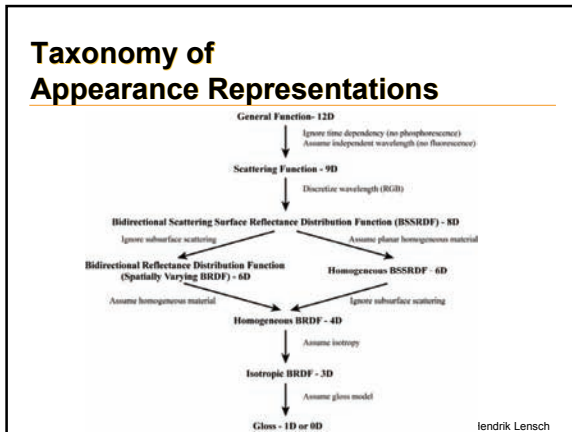 Taxonomy of
Appearance Representations
General Function- 12D
Ignore time dependency (no phosphorescence)
Assume independent wavelength (no fluorescence)
Scattering Function - 9D
Discretize wavelength (RGB)
Bidirectional Scattering Surface Reflectance Distribution Function (BSSRDF) - 8D
Ignore subsurface scattering
Assume planar homogeneous material
Bidirectional Reflectance Distribution Function
(Spatially Varying BRDF) - 6D
Homogeneous BSSRDF - 6D
Assume homogeneous material
Ignore subsurface scattering
Homogeneous BRDF - 4D
Assume isotropy
Isotropic BRDF - 3D
Assume gloss model
Gloss - 1D or 0D
lendrik Lensch